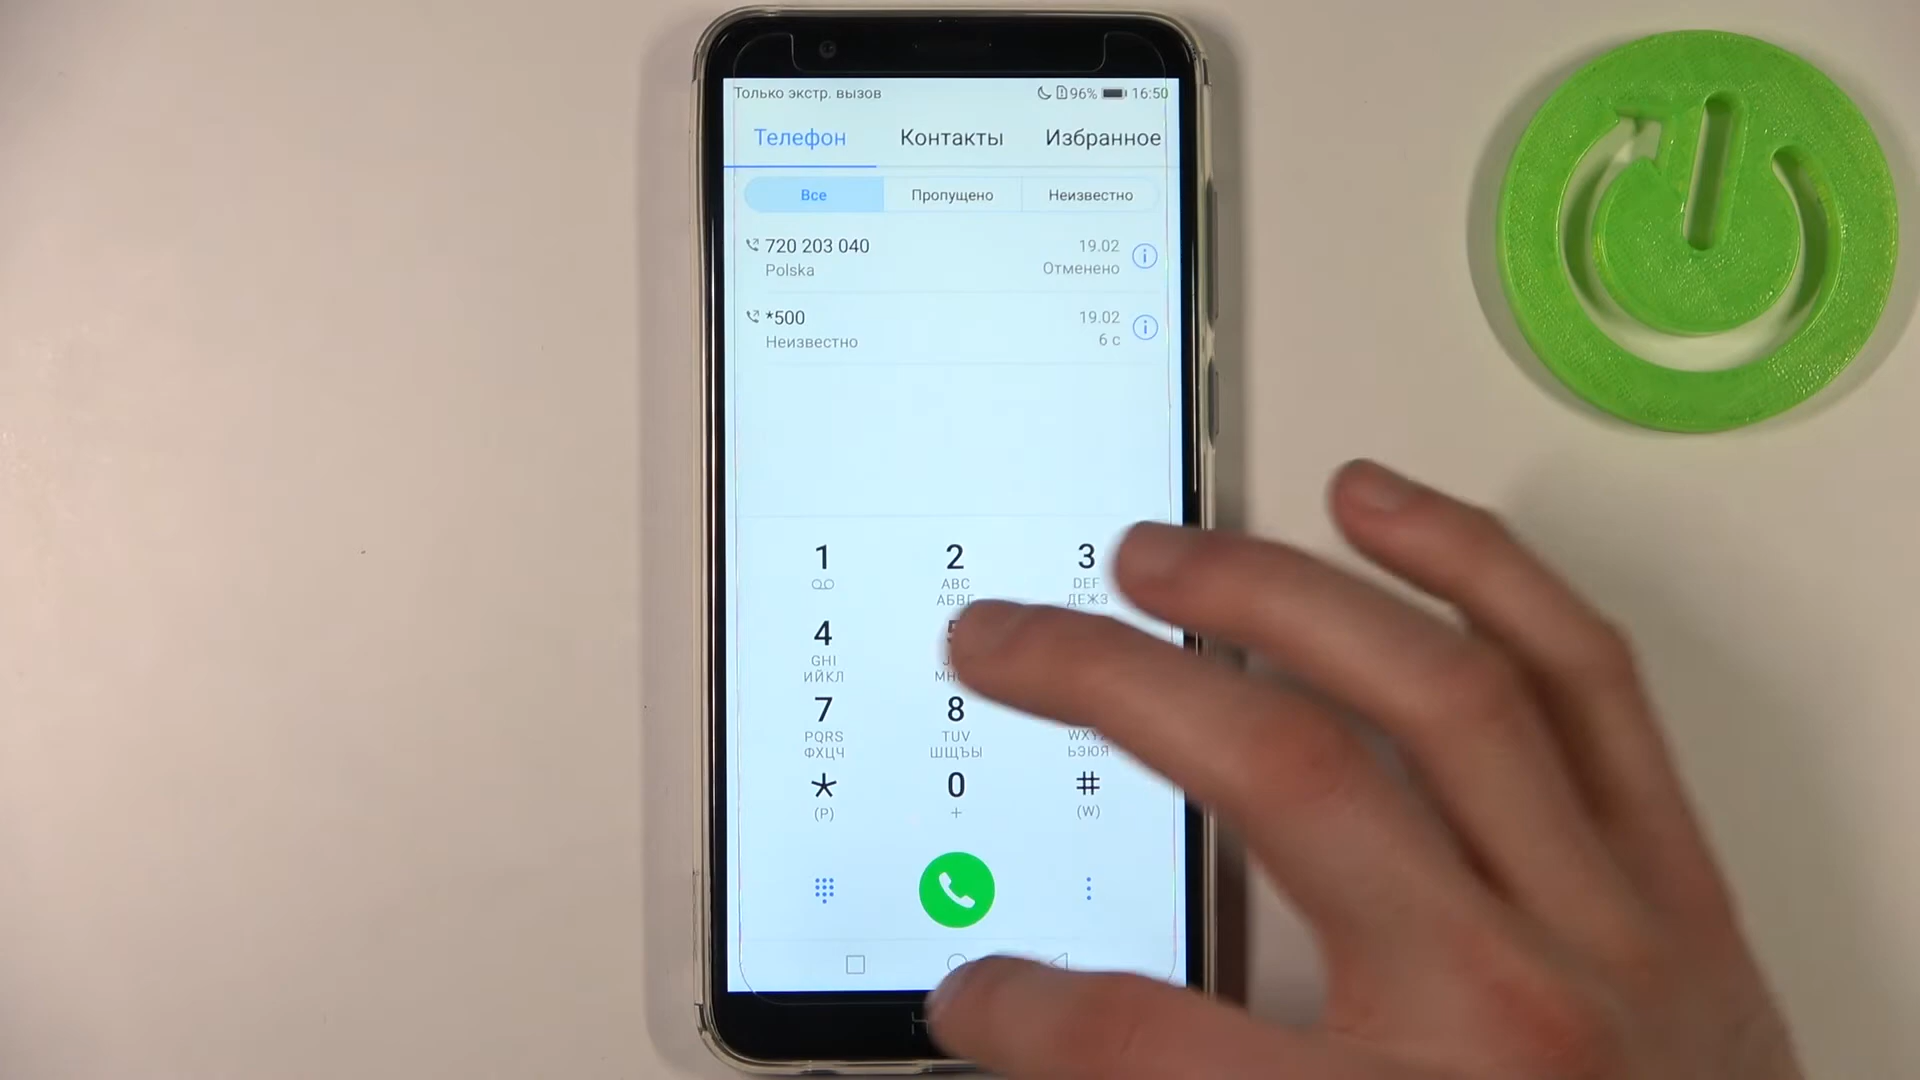 Только экстр. вызов 96% 16:50
Телефон Контакты Избранное
Все Пропущено Неизвестно
720 203 040 19.02
Polska Отменено
*500 19.02
Неизвестно 6 с
1 2 3
ABC DEF
АБВГ ДЕЖЗ
4 5
GHI
ИЙКЛ
7 8
PQRS TUV
ФХЦЧ ШЩЪЫ ЬЭЮЯ
* 0 #
(P) + (W)